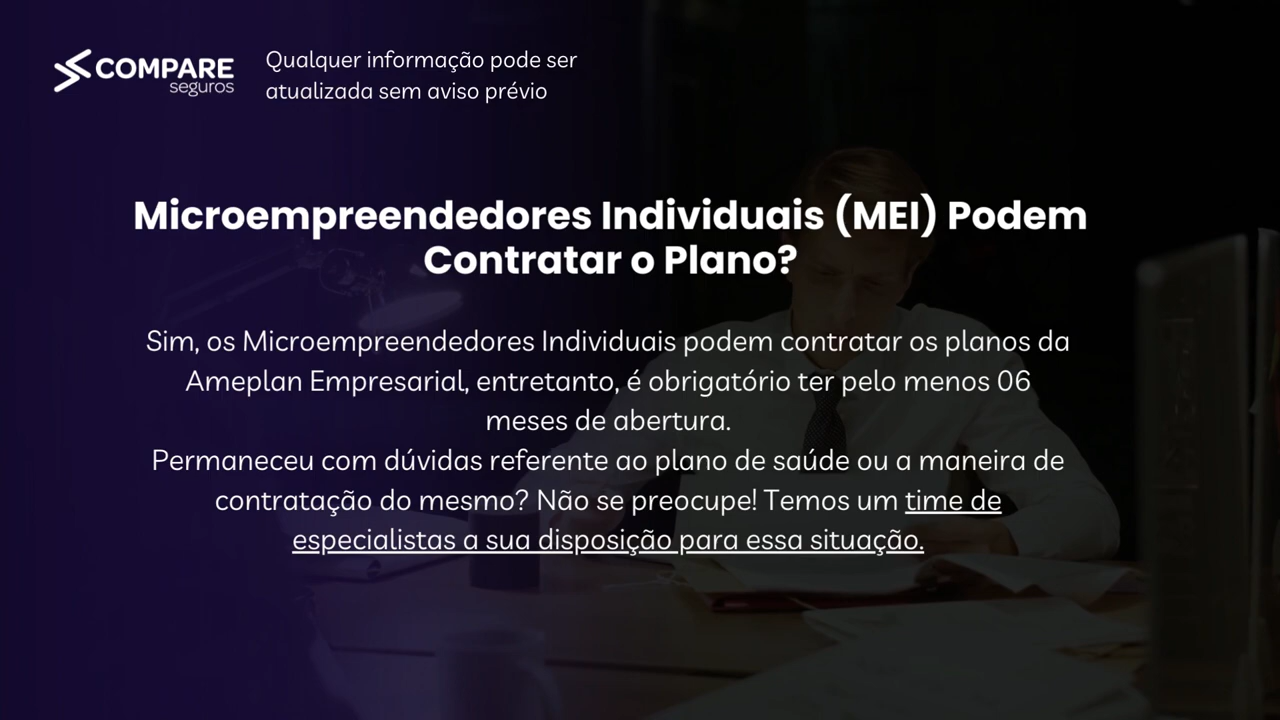 COMPARE
seguros
Qualquer informação pode ser
atualizada sem aviso prévio
Microempreendedores Individuais (MEI) Podem
Contratar o Plano?
Sim, os Microempreendedores Individuais podem contratar os planos da
Ameplan Empresarial, entretanto, é obrigatório ter pelo menos 06
meses de abertura.
Permaneceu com dúvidas referente ao plano de saúde ou a maneira de
contratação do mesmo? Não se preocupe! Temos um time de
especialistas a sua disposição para essa situação.